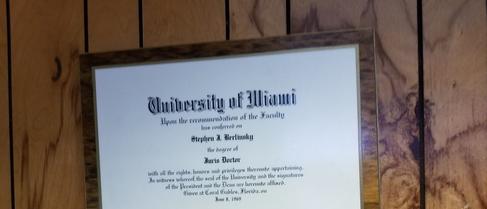 University of Miami
Upon the recommendation of the Faculty
has conferred on
Stephen J. Berlinsky
the degree of
Juris Doctor
with all the rights, honors and privileges thereunto appertaining.
In witness whereof the seal of the University and the signatures
of the President and the Dean are hereunto affixed.
Given at Coral Gables, Florida, on
June 8, 1969